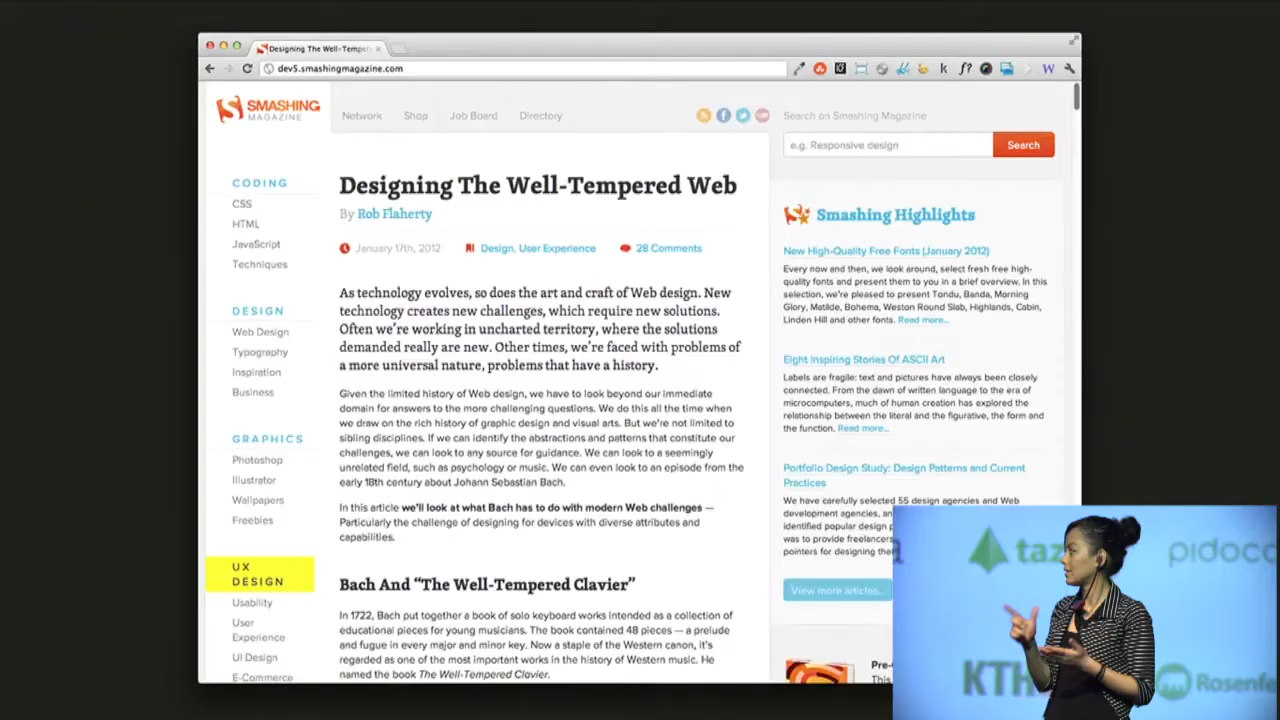 Designing The Well-Temper
dev5.smashingmagazine.com
SMASHING
MAGAZINE
Network
Shop
Job Board
Directory
Search on Smashing Magazine
e.g. Responsive design
Search
CODING
CSS
HTML
JavaScript
Techniques
DESIGN
Web Design
Typography
Inspiration
Business
GRAPHICS
Photoshop
Illustrator
Wallpapers
Freebies
UX
DESIGN
Usability
User
Experience
UI Design
E-Commerce
Designing The Well-Tempered Web
By Rob Flaherty
January 17th, 2012
Design, User Experience
28 Comments
As technology evolves, so does the art and craft of Web design. New
technology creates new challenges, which require new solutions.
Often we're working in uncharted territory, where the solutions
demanded really are new. Other times, we're faced with problems of
a more universal nature, problems that have a history.
Given the limited history of Web design, we have to look beyond our immediate
domain for answers to the more challenging questions. We do this all the time when
we draw on the rich history of graphic design and visual arts. But we're not limited to
sibling disciplines. If we can identify the abstractions and patterns that constitute our
challenges, we can look to any source for guidance. We can look to a seemingly
unrelated field, such as psychology or music. We can even look to an episode from the
early 18th century about Johann Sebastian Bach.
In this article we'll look at what Bach has to do with modern Web challenges —
Particularly the challenge of designing for devices with diverse attributes and
capabilities.
Bach And “The Well-Tempered Clavier”
In 1722, Bach put together a book of solo keyboard works intended as a collection of
educational pieces for young musicians. The book contained 48 pieces — a prelude
and fugue in every major and minor key. Now a staple of the Western canon, it's
regarded as one of the most important works in the history of Western music. He
named the book The Well-Tempered Clavier.
Smashing Highlights
New High-Quality Free Fonts (January 2012)
Every now and then, we look around, select fresh free high-
quality fonts and present them to you in a brief overview. In this
selection, we're pleased to present Tondu, Banda, Morning
Glory, Matilde, Bohema, Weston Round Slab, Highlands, Cabin,
Linden Hill and other fonts. Read more...
Eight Inspiring Stories Of ASCII Art
Labels are fragile: text and pictures have always been closely
connected. From the dawn of written language to the era of
microcomputers, much of human creation has explored the
relationship between the literal and the figurative, the form and
the function. Read more...
Portfolio Design Study: Design Patterns and Current
Practices
We have carefully selected 55 design agencies and Web
development agencies, an
identified popular design p
was to provide freelancers
pointers for designing thei
View more articles...
Pre-
This
taz
pidoco
KTH
Rosenfe